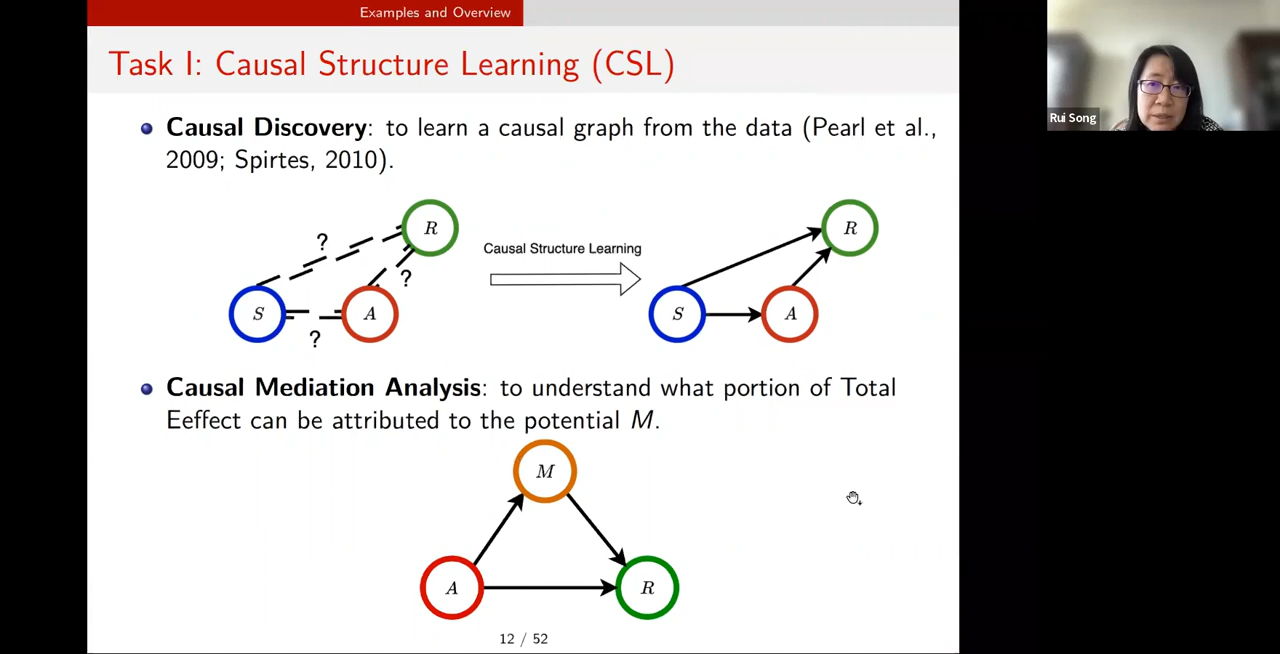 Examples and Overview
Task I: Causal Structure Learning (CSL)
Causal Discovery: to learn a causal graph from the data (Pearl et al.,
2009; Spirtes, 2010).
R
?
Causal Structure Learning
?
S
A
?
R
S
A
Causal Mediation Analysis: to understand what portion of Total
Eeffect can be attributed to the potential M.
M
A
R
12 / 52
Rui Song